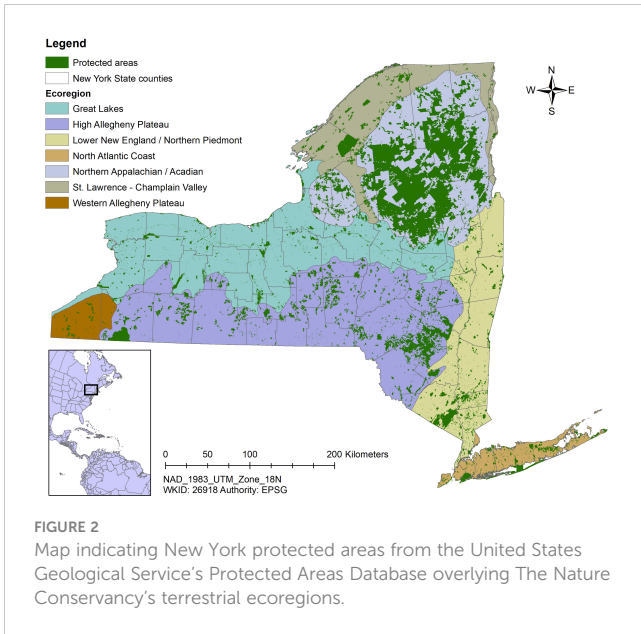 Legend
Protected areas
New York State counties
Ecoregion
Great Lakes
High Allegheny Plateau
Lower New England / Northern Piedmont
North Atlantic Coast
Northern Appalachian / Acadian
St. Lawrence - Champlain Valley
Western Allegheny Plateau
N
W E
S
0 50 100 200 Kilometers
NAD_1983_UTM_Zone_18N
WKID: 26918 Authority: EPSG
FIGURE 2
Map indicating New York protected areas from the United States
Geological Service's Protected Areas Database overlying The Nature
Conservancy's terrestrial ecoregions.